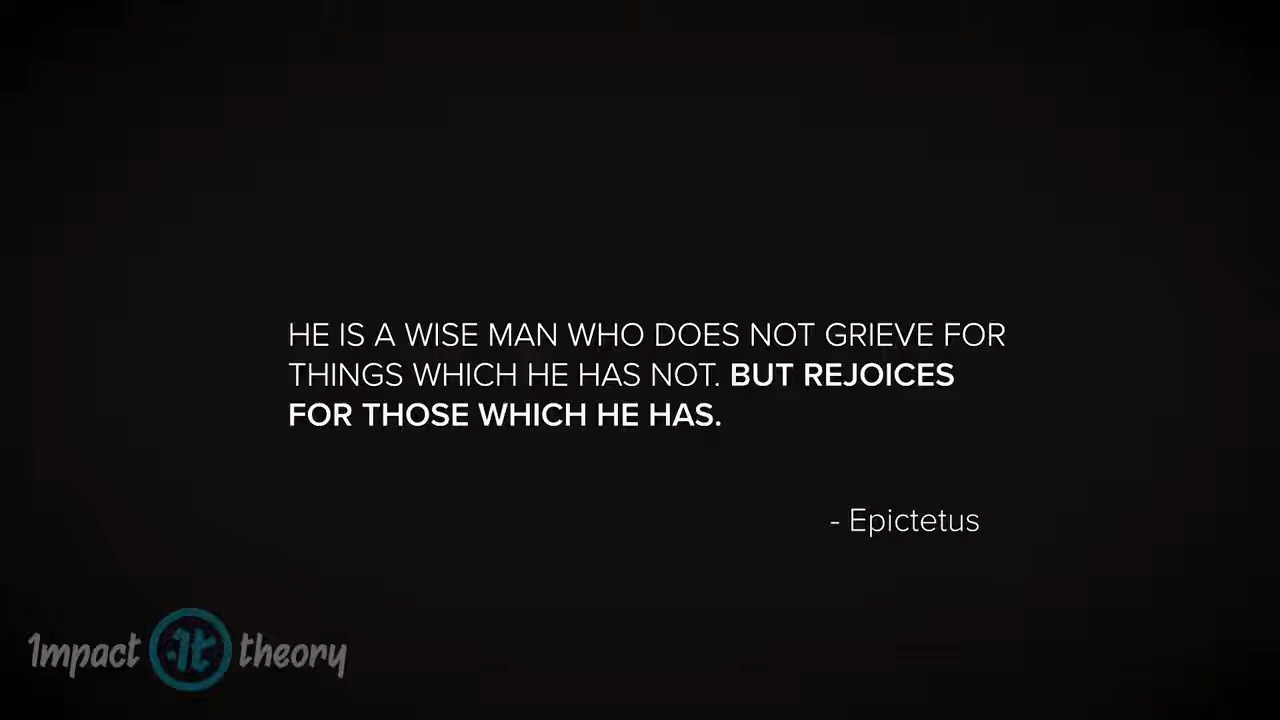 HE IS A WISE MAN WHO DOES NOT GRIEVE FOR
THINGS WHICH HE HAS NOT. BUT REJOICES
FOR THOSE WHICH HE HAS.
- Epictetus
Impact it theory